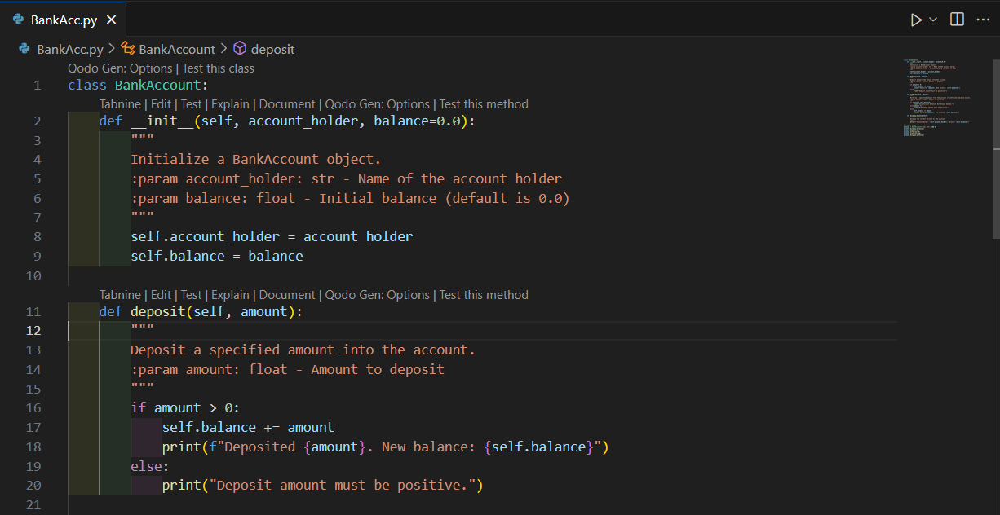 BankAcc.py
BankAcc.py > BankAccount > deposit
Qodo Gen: Options | Test this class
1 class BankAccount:
Tabnine | Edit | Test | Explain | Document | Qodo Gen: Options | Test this method
2     def __init__(self, account_holder, balance=0.0):
3         """
4         Initialize a BankAccount object.
5         :param account_holder: str - Name of the account holder
6         :param balance: float - Initial balance (default is 0.0)
7         """
8         self.account_holder = account_holder
9         self.balance = balance
10
Tabnine | Edit | Test | Explain | Document | Qodo Gen: Options | Test this method
11     def deposit(self, amount):
12         """
13         Deposit a specified amount into the account.
14         :param amount: float - Amount to deposit
15         """
16         if amount > 0:
17             self.balance += amount
18             print(f"Deposited {amount}. New balance: {self.balance}")
19         else:
20             print("Deposit amount must be positive.")
21